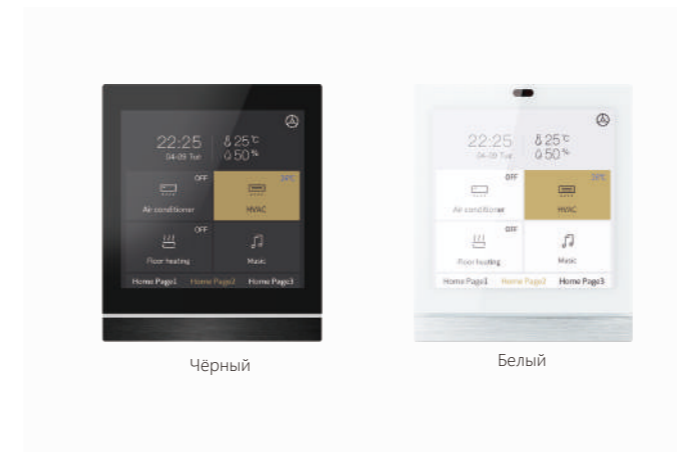 22:25
04-09 Tue
25℃
50%
OFF
Air conditioner
HVAC
OFF
Floor heating
Music
Home Page1 Home Page2 Home Page3
Чёрный
22:25
04-09 Tue
25℃
50%
OFF
Air conditioner
HVAC
Floor heating
Music
Home Page1 Home Page2 Home Page3
Белый